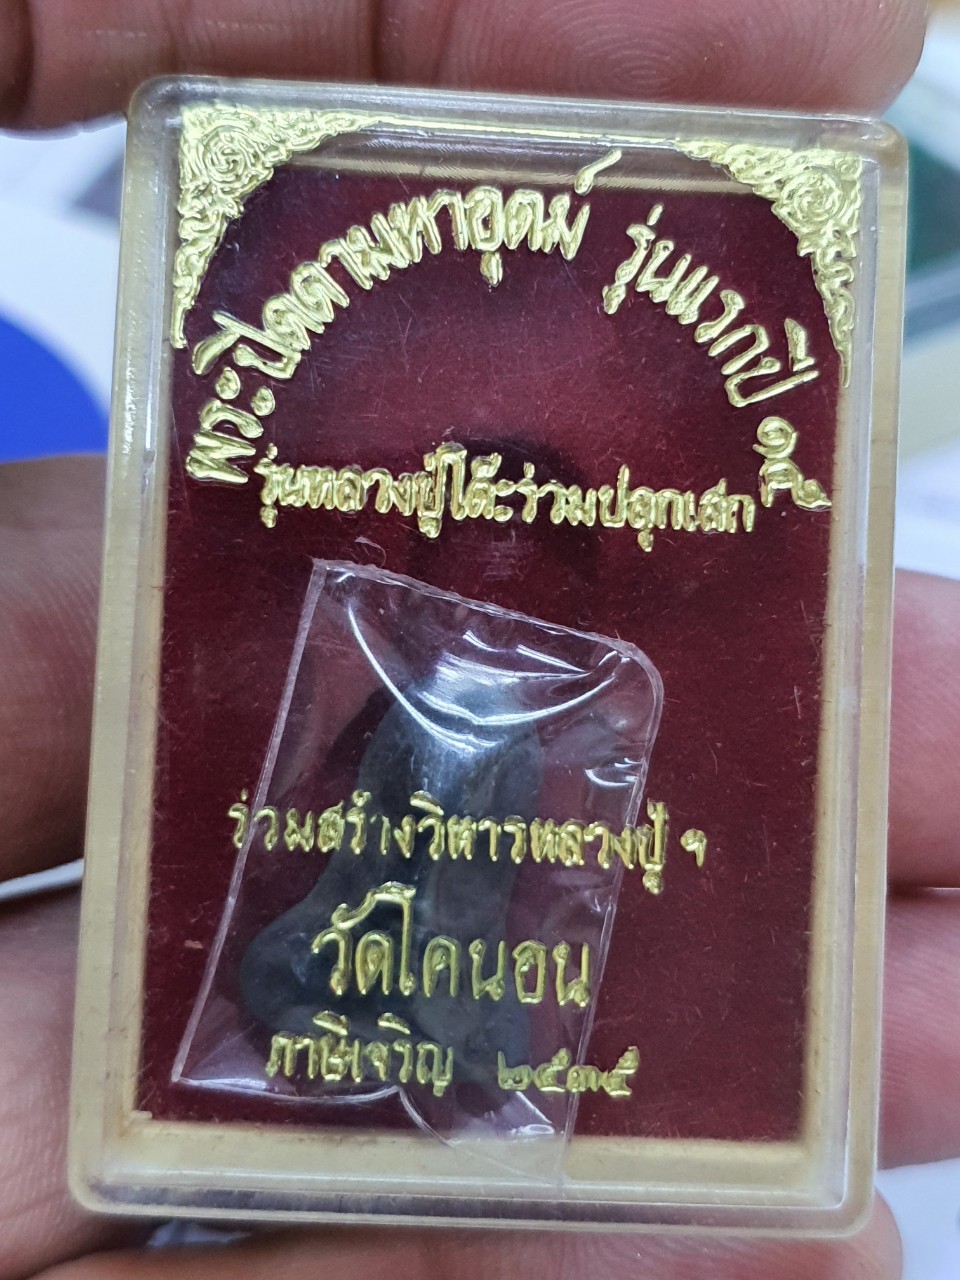 พระปิดตามหาอุดม์ รุ่นแรกปี ๑๘
รุ่นหลวงปู่โต๊ะร่วมปลุกเสก
ร่วมสร้างวิหารหลวงปู่ ฯ
วัดโคนอน
ภาษีเจริญ ๒๕๓๕